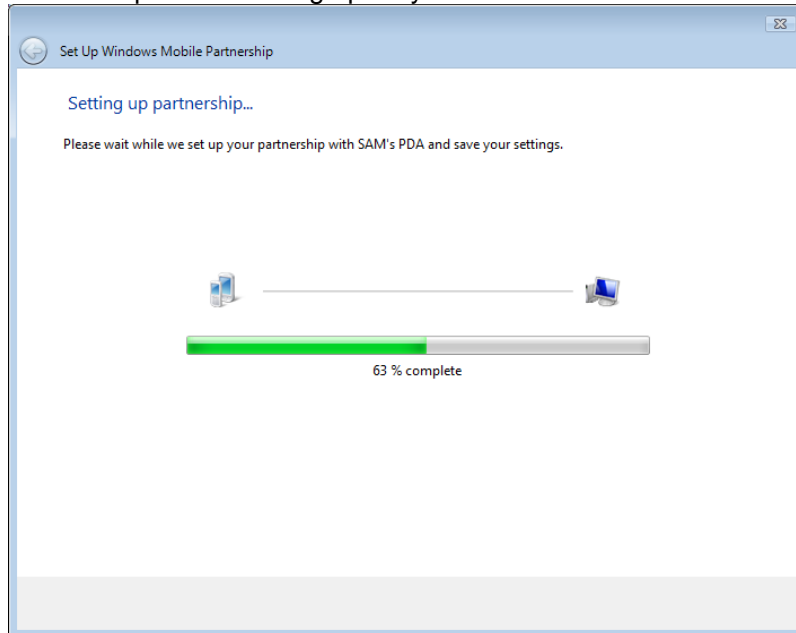 Set Up Windows Mobile Partnership
Setting up partnership...
Please wait while we set up your partnership with SAM's PDA and save your settings.
63 % complete